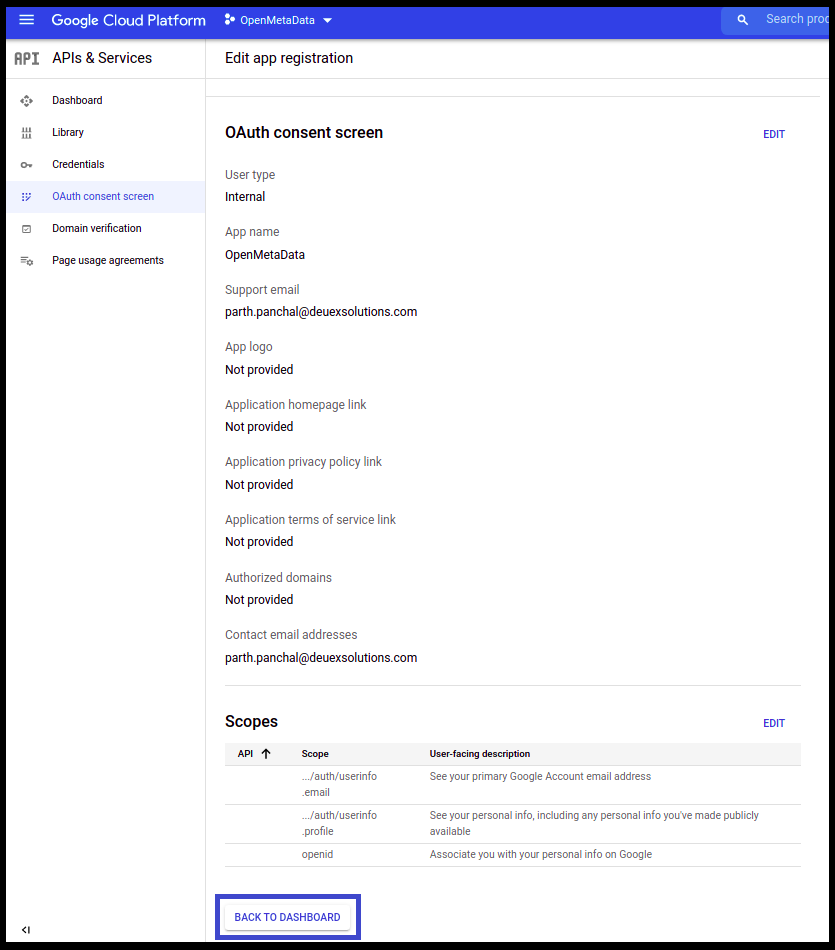 Google Cloud Platform OpenMetaData Search prod
API APIs & Services
Edit app registration
Dashboard
Library
Credentials
OAuth consent screen
Domain verification
Page usage agreements
OAuth consent screen EDIT
User type
Internal
App name
OpenMetaData
Support email
parth.panchal@deuexsolutions.com
App logo
Not provided
Application homepage link
Not provided
Application privacy policy link
Not provided
Application terms of service link
Not provided
Authorized domains
Not provided
Contact email addresses
parth.panchal@deuexsolutions.com
Scopes EDIT
API Scope User-facing description
.../auth/userinfo See your primary Google Account email address
.email
.../auth/userinfo See your personal info, including any personal info you've made publicly
.profile available
openid Associate you with your personal info on Google
BACK TO DASHBOARD